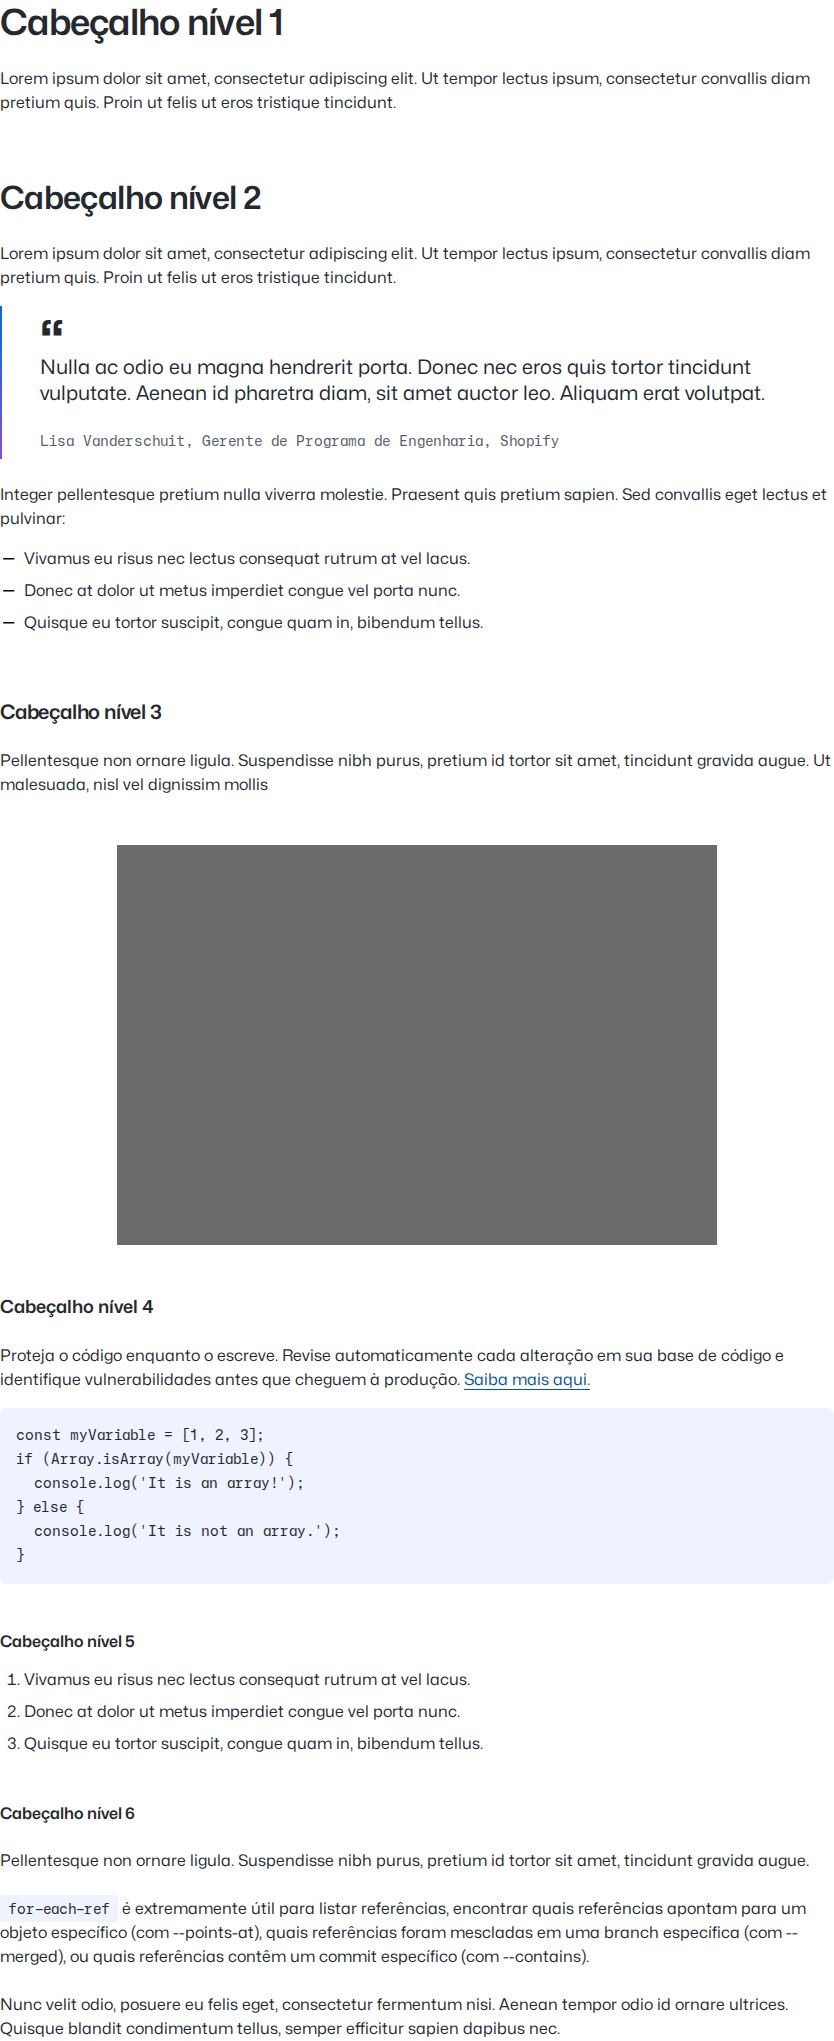 Cabeçalho nível 1
Lorem ipsum dolor sit amet, consectetur adipiscing elit. Ut tempor lectus ipsum, consectetur convallis diam
pretium quis. Proin ut felis ut eros tristique tincidunt.
Cabeçalho nível 2
Lorem ipsum dolor sit amet, consectetur adipiscing elit. Ut tempor lectus ipsum, consectetur convallis diam
pretium quis. Proin ut felis ut eros tristique tincidunt.
“
Nulla ac odio eu magna hendrerit porta. Donec nec eros quis tortor tincidunt
vulputate. Aenean id pharetra diam, sit amet auctor leo. Aliquam erat volutpat.
Lisa Vanderschuit, Gerente de Programa de Engenharia, Shopify
Integer pellentesque pretium nulla viverra molestie. Praesent quis pretium sapien. Sed convallis eget lectus et
pulvinar:
— Vivamus eu risus nec lectus consequat rutrum at vel lacus.
— Donec at dolor ut metus imperdiet congue vel porta nunc.
— Quisque eu tortor suscipit, congue quam in, bibendum tellus.
Cabeçalho nível 3
Pellentesque non ornare ligula. Suspendisse nibh purus, pretium id tortor sit amet, tincidunt gravida augue. Ut
malesuada, nisl vel dignissim mollis
Cabeçalho nível 4
Proteja o código enquanto o escreve. Revise automaticamente cada alteração em sua base de código e
identifique vulnerabilidades antes que cheguem à produção. Saiba mais aqui.
const myVariable = [1, 2, 3];
if (Array.isArray(myVariable)) {
  console.log('It is an array!');
} else {
  console.log('It is not an array.');
}
Cabeçalho nível 5
1. Vivamus eu risus nec lectus consequat rutrum at vel lacus.
2. Donec at dolor ut metus imperdiet congue vel porta nunc.
3. Quisque eu tortor suscipit, congue quam in, bibendum tellus.
Cabeçalho nível 6
Pellentesque non ornare ligula. Suspendisse nibh purus, pretium id tortor sit amet, tincidunt gravida augue.
for-each-ref é extremamente útil para listar referências, encontrar quais referências apontam para um
objeto específico (com --points-at), quais referências foram mescladas em uma branch específica (com --
merged), ou quais referências contêm um commit específico (com --contains).
Nunc velit odio, posuere eu felis eget, consectetur fermentum nisi. Aenean tempor odio id ornare ultrices.
Quisque blandit condimentum tellus, semper efficitur sapien dapibus nec.